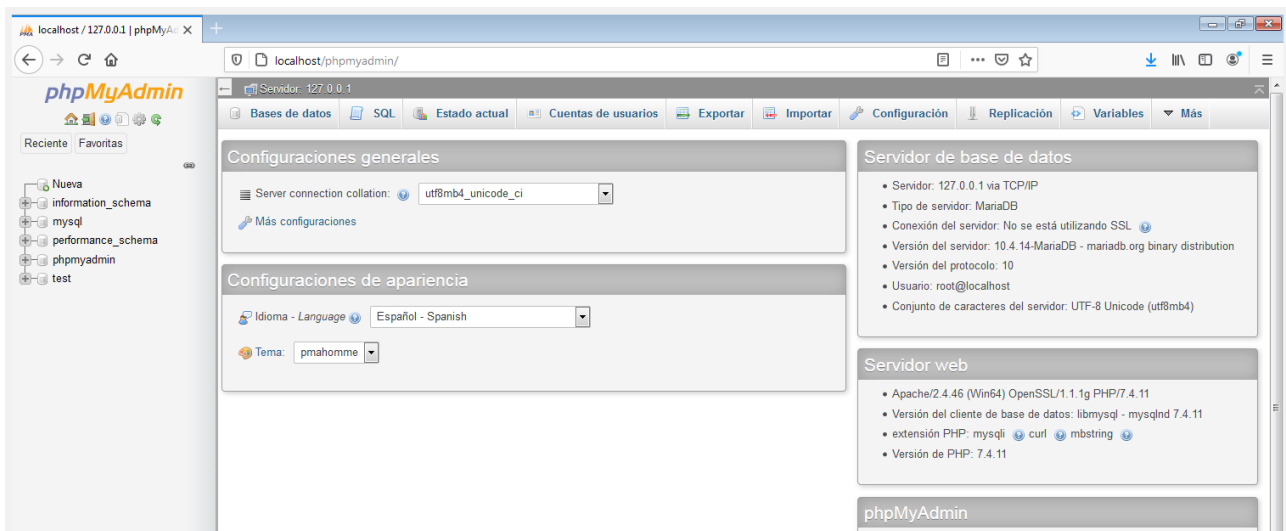 localhost / 127.0.0.1 | phpMyAd
localhost/phpmyadmin/
phpMyAdmin
Reciente Favoritas
Nueva
information_schema
mysql
performance_schema
phpmyadmin
test
Servidor: 127.0.0.1
Bases de datos SQL Estado actual Cuentas de usuarios Exportar Importar Configuración Replicación Variables Más
Configuraciones generales
Server connection collation: utf8mb4_unicode_ci
Más configuraciones
Configuraciones de apariencia
Idioma - Language Español - Spanish
Tema: pmahomme
Servidor de base de datos
• Servidor: 127.0.0.1 via TCP/IP
• Tipo de servidor: MariaDB
• Conexión del servidor: No se está utilizando SSL
• Versión del servidor: 10.4.14-MariaDB - mariadb.org binary distribution
• Versión del protocolo: 10
• Usuario: root@localhost
• Conjunto de caracteres del servidor: UTF-8 Unicode (utf8mb4)
Servidor web
• Apache/2.4.46 (Win64) OpenSSL/1.1.1g PHP/7.4.11
• Versión del cliente de base de datos: libmysql - mysqlnd 7.4.11
• extensión PHP: mysqli curl mbstring
• Versión de PHP: 7.4.11
phpMyAdmin